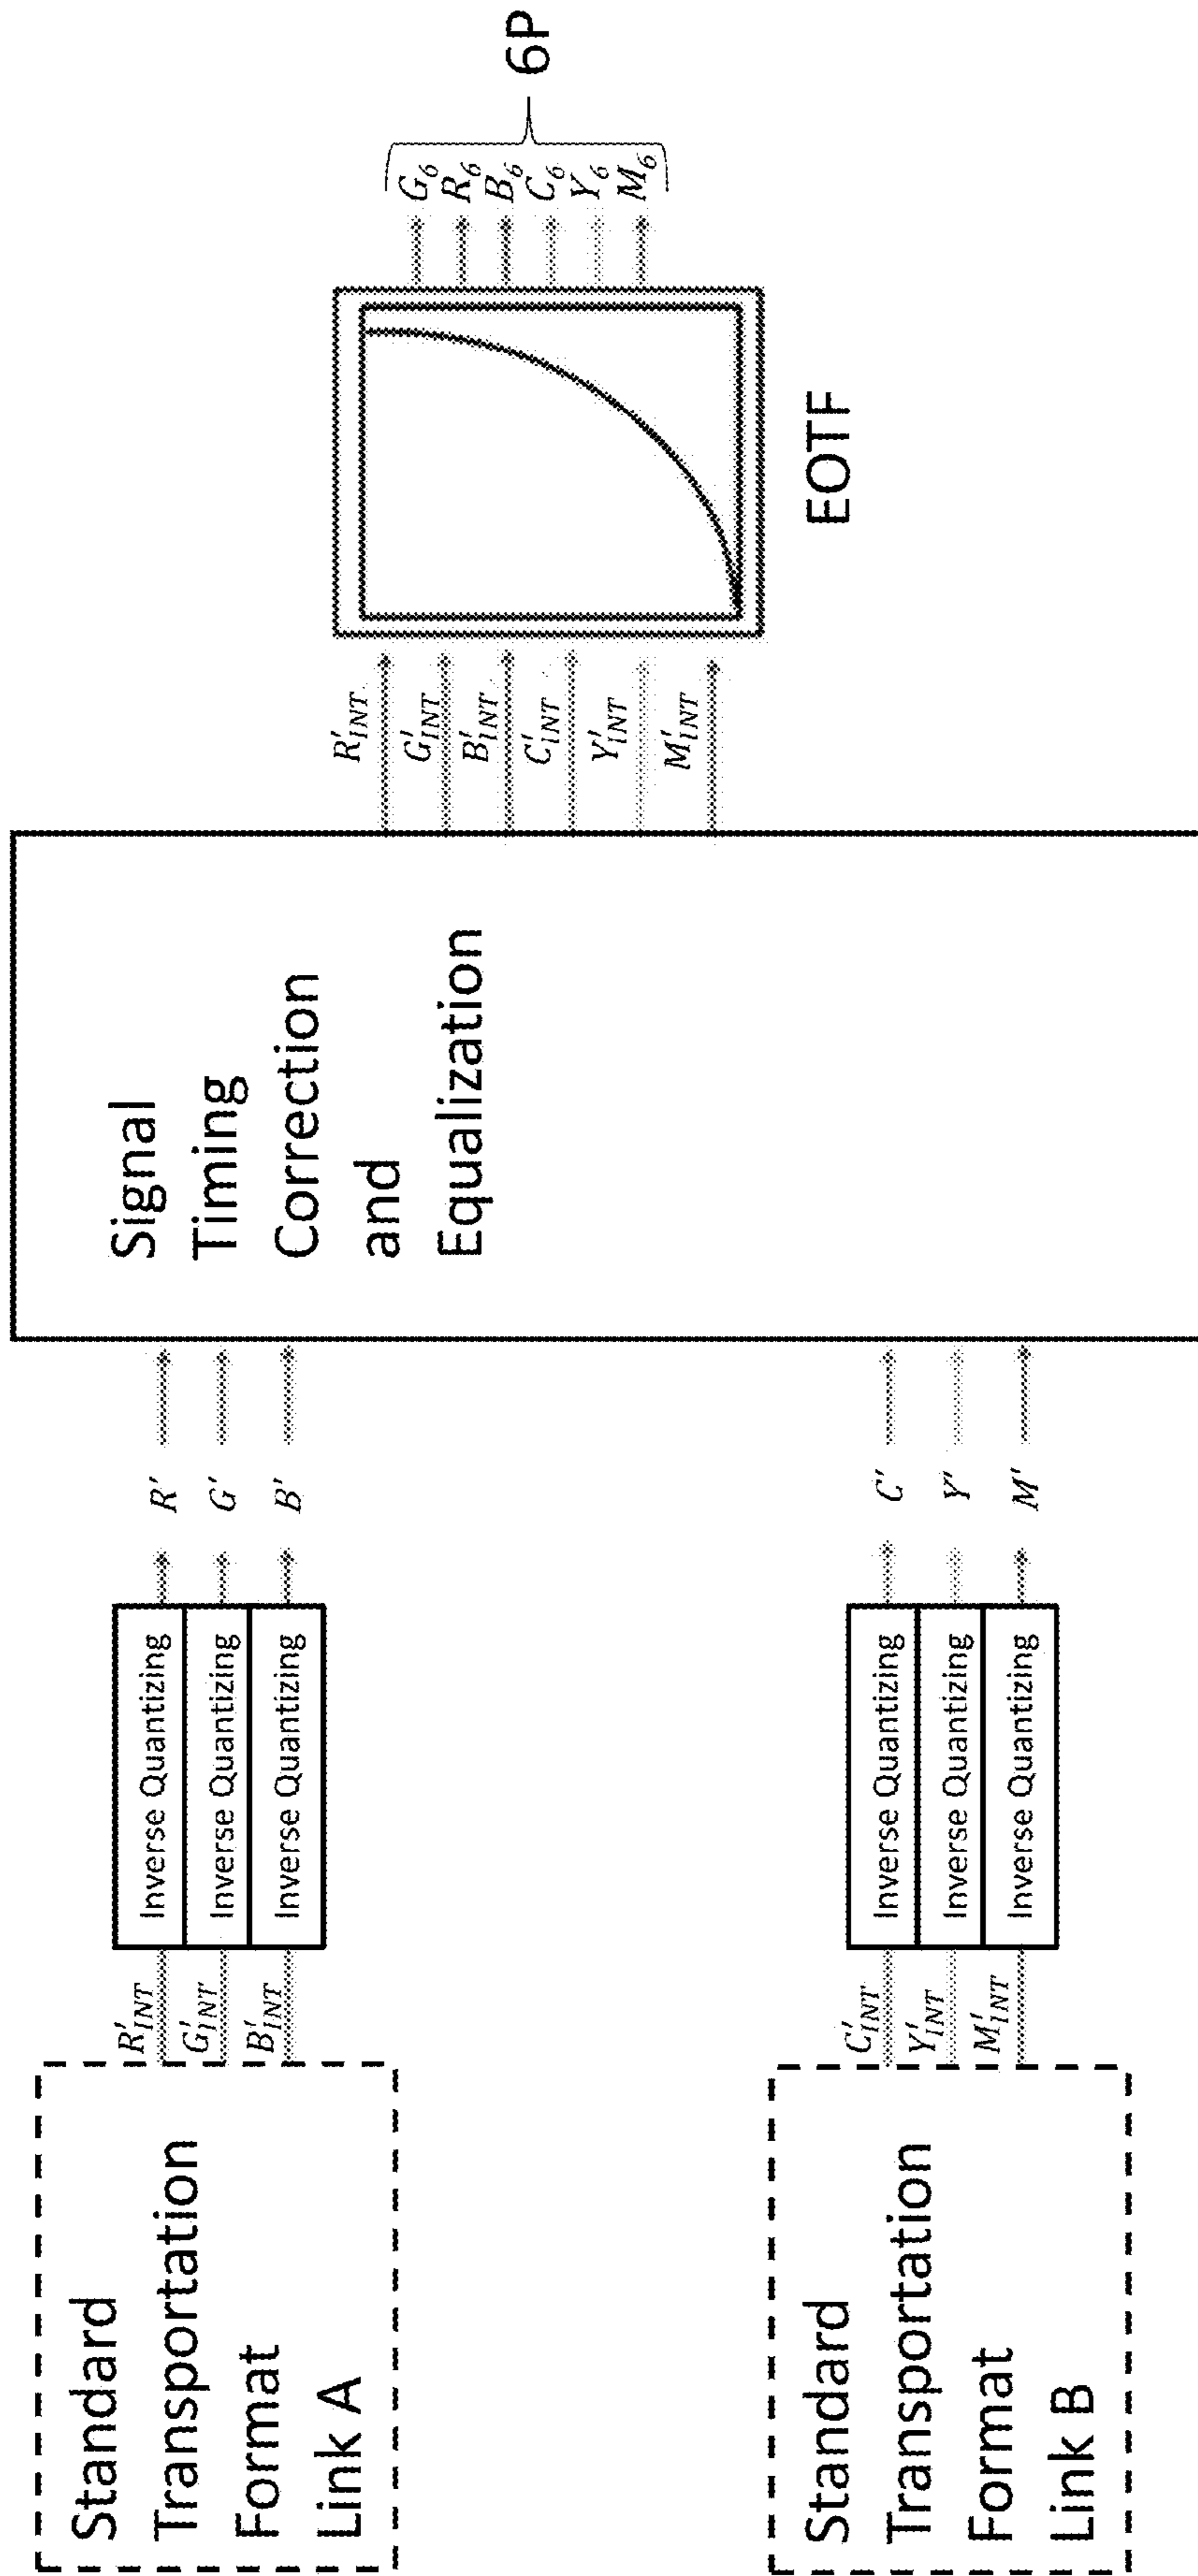 Standard
Transportation
Format
Link A
R'INT
G'INT
B'INT
Inverse Quantizing
Inverse Quantizing
Inverse Quantizing
R'
G'
B'
Standard
Transportation
Format
Link B
C'INT
Y'INT
M'INT
Inverse Quantizing
Inverse Quantizing
Inverse Quantizing
C'
Y'
M'
Signal
Timing
Correction
and
Equalization
R'INT
G'INT
B'INT
C'INT
Y'INT
M'INT
EOTF
G6
R6
B6
C6
Y6
M6
6P